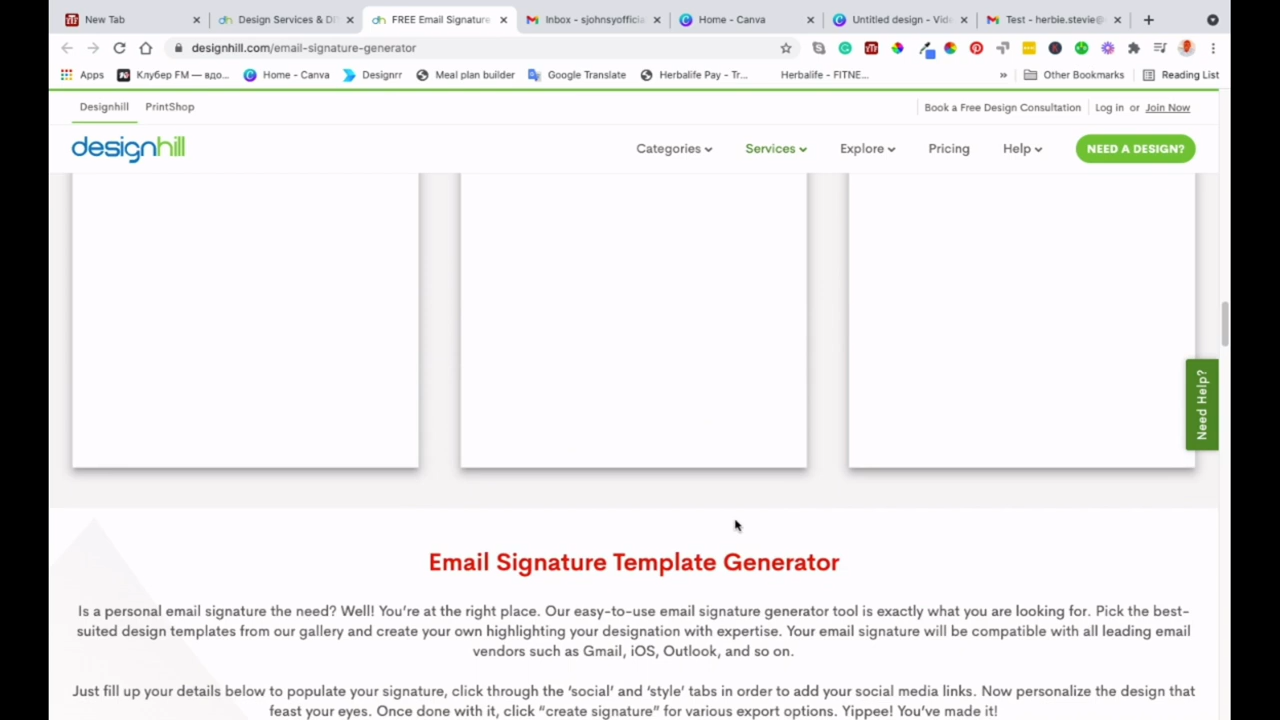 New Tab
Design Services & D
FREE Email Signature
Inbox - sjohnsyofficia
Home - Canva
Untitled design - Vid
Test - herbie.stevie@
designhill.com/email-signature-generator
Apps
Клубер FM — вдо...
Home - Canva
Designrr
Meal plan builder
Google Translate
Herbalife Pay - Tr...
Herbalife - FITNE...
»
Other Bookmarks
Reading List
Designhill
PrintShop
Book a Free Design Consultation
Log in or Join Now
designhill
Categories
Services
Explore
Pricing
Help
NEED A DESIGN?
Need Help?
Email Signature Template Generator
Is a personal email signature the need? Well! You're at the right place. Our easy-to-use email signature generator tool is exactly what you are looking for. Pick the best-
suited design templates from our gallery and create your own highlighting your designation with expertise. Your email signature will be compatible with all leading email
vendors such as Gmail, iOS, Outlook, and so on.
Just fill up your details below to populate your signature, click through the 'social' and 'style' tabs in order to add your social media links. Now personalize the design that
feast your eyes. Once done with it, click "create signature" for various export options. Yippee! You've made it!